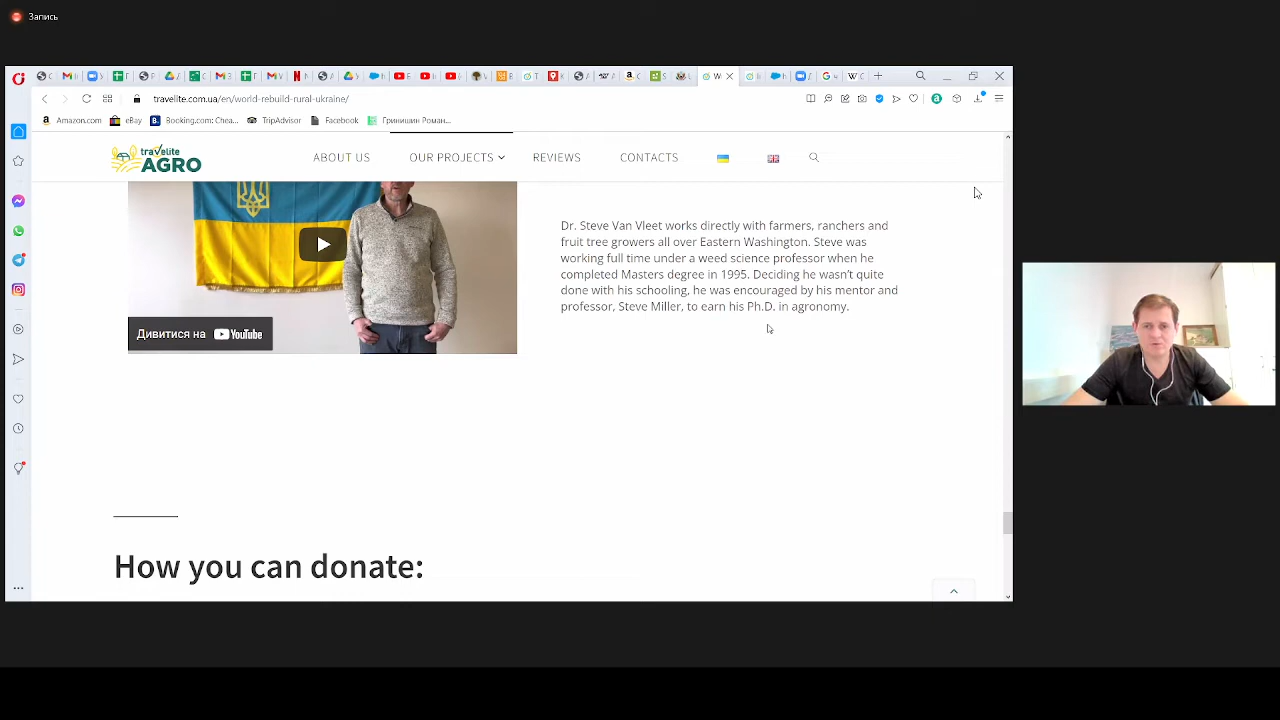 Запись
travelite.com.ua/en/world-rebuild-rural-ukraine/
Amazon.com
eBay
Booking.com: Chea...
TripAdvisor
Facebook
Гринишин Роман...
travelite
AGRO
ABOUT US
OUR PROJECTS
REVIEWS
CONTACTS
Dr. Steve Van Vleet works directly with farmers, ranchers and
fruit tree growers all over Eastern Washington. Steve was
working full time under a weed science professor when he
completed Masters degree in 1995. Deciding he wasn't quite
done with his schooling, he was encouraged by his mentor and
professor, Steve Miller, to earn his Ph.D. in agronomy.
Дивитися на YouTube
How you can donate: